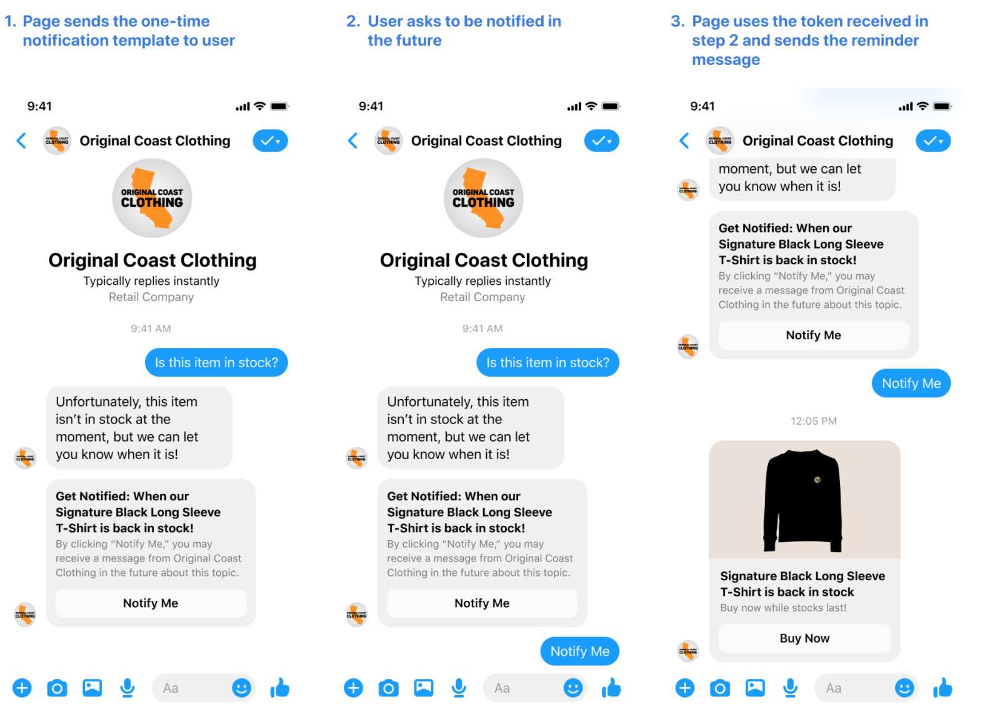 1. Page sends the one-time
notification template to user
9:41
Original Coast Clothing
ORIGINAL COAST
CLOTHING
Original Coast Clothing
Typically replies instantly
Retail Company
9:41 AM
Is this item in stock?
Unfortunately, this item
isn't in stock at the
moment, but we can let
you know when it is!
Get Notified: When our
Signature Black Long Sleeve
T-Shirt is back in stock!
By clicking “Notify Me,” you may
receive a message from Original Coast
Clothing in the future about this topic.
Notify Me
Aa
2. User asks to be notified in
the future
9:41
Original Coast Clothing
ORIGINAL COAST
CLOTHING
Original Coast Clothing
Typically replies instantly
Retail Company
9:41 AM
Is this item in stock?
Unfortunately, this item
isn't in stock at the
moment, but we can let
you know when it is!
Get Notified: When our
Signature Black Long Sleeve
T-Shirt is back in stock!
By clicking “Notify Me,” you may
receive a message from Original Coast
Clothing in the future about this topic.
Notify Me
Notify Me
Aa
3. Page uses the token received in
step 2 and sends the reminder
message
9:41
Original Coast Clothing
moment, but we can let
you know when it is!
Get Notified: When our
Signature Black Long Sleeve
T-Shirt is back in stock!
By clicking “Notify Me,” you may
receive a message from Original Coast
Clothing in the future about this topic.
Notify Me
Notify Me
12:05 PM
Signature Black Long Sleeve
T-Shirt is back in stock
Buy now while stocks last!
Buy Now
Aa